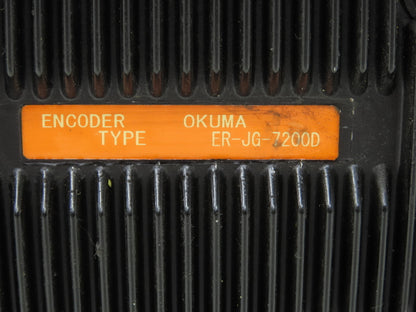 ENCODER OKUMA
TYPE ER-JG-7200D